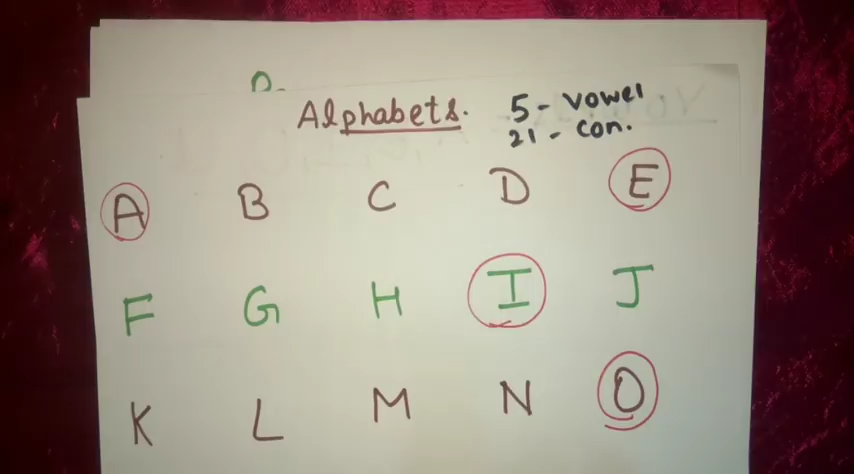 Alphabets. 5 - vowel.
21 - con.
A B C D E
F G H I J
K L M N O